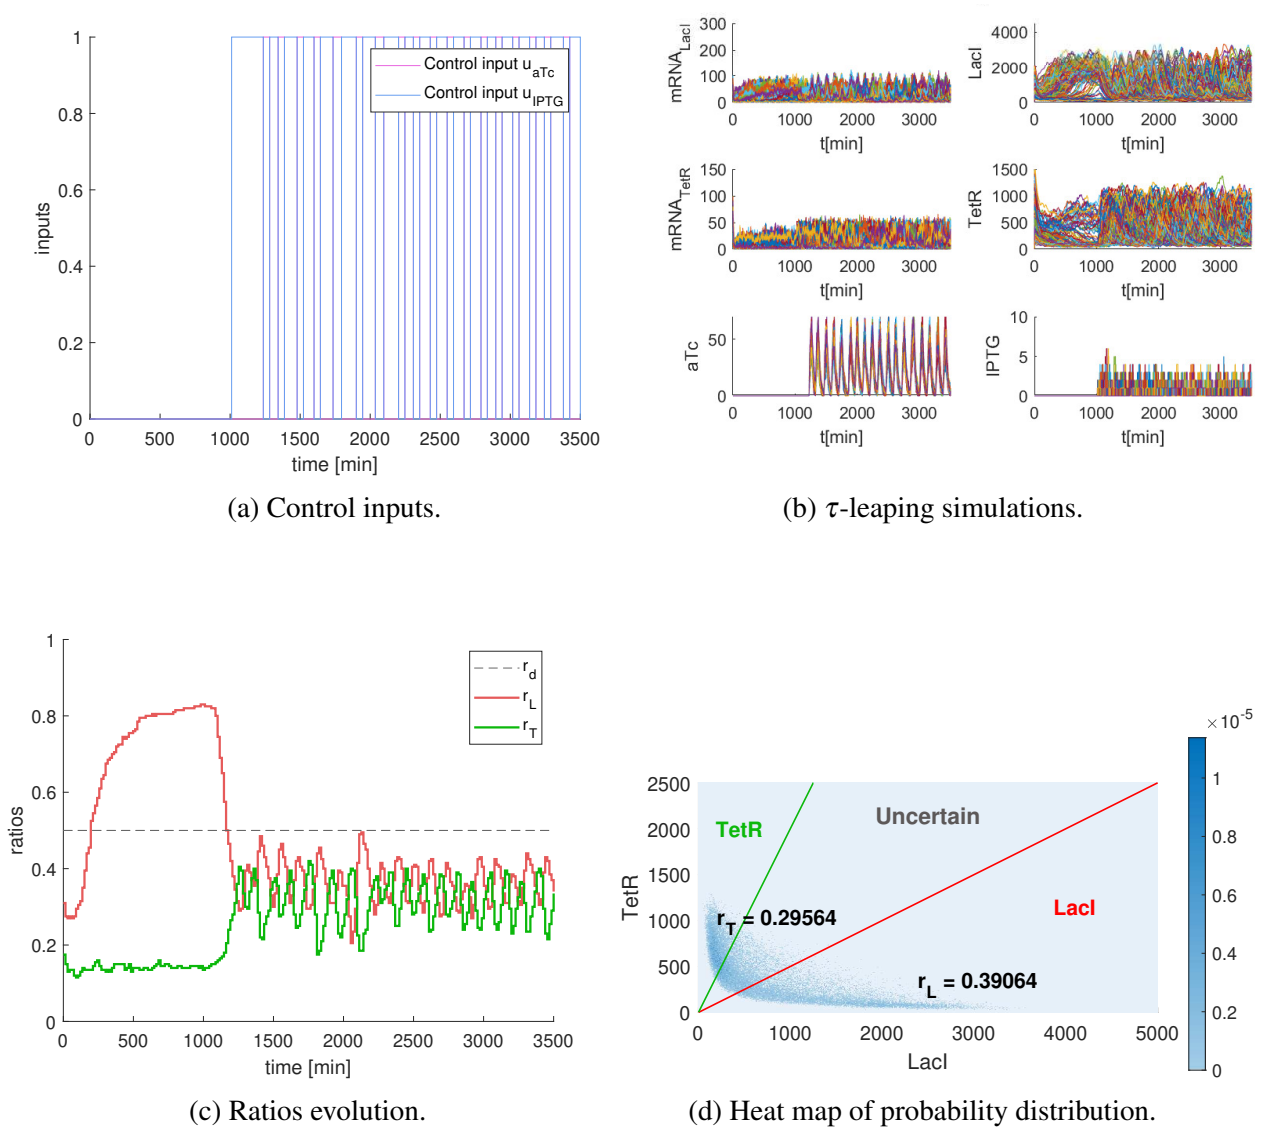 1
0.8
0.6
0.4
0.2
0
inputs
0
500
1000
1500
2000
2500
3000
3500
time [min]
Control input u_aTc
Control input u_IPTG
(a) Control inputs.
300
200
100
0
mRNA_LacI
0
1000
2000
3000
t[min]
4000
2000
0
LacI
0
1000
2000
3000
t[min]
150
100
50
0
mRNA_TetR
0
1000
2000
3000
t[min]
1500
1000
500
0
TetR
0
1000
2000
3000
t[min]
50
0
aTc
0
1000
2000
3000
t[min]
10
5
0
IPTG
0
1000
2000
3000
t[min]
(b) τ-leaping simulations.
1
0.8
0.6
0.4
0.2
0
ratios
0
500
1000
1500
2000
2500
3000
3500
time [min]
r_d
r_L
r_T
(c) Ratios evolution.
2500
2000
1500
1000
500
0
TetR
0
1000
2000
3000
4000
5000
LacI
TetR
Uncertain
LacI
r_T = 0.29564
r_L = 0.39064
×10^-5
1
0.8
0.6
0.4
0.2
0
(d) Heat map of probability distribution.